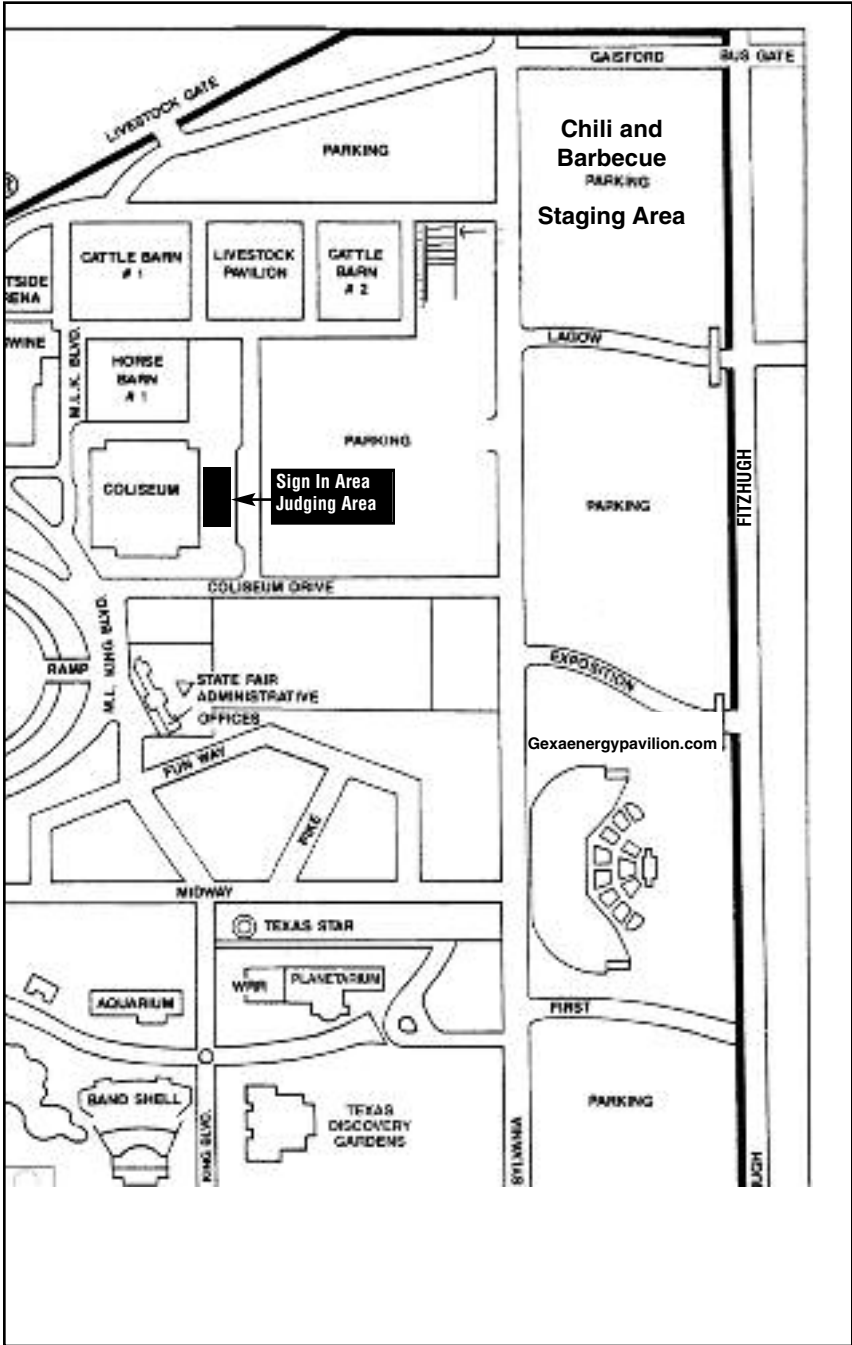 GAISFORD
BUS GATE
LIVESTOCK GATE
Chili and
Barbecue
PARKING
Staging Area
PARKING
CATTLE BARN
# 1
LIVESTOCK
PAVILION
CATTLE
BARN
# 2
TSIDE
RENA
WINE
M.L.K. BLVD.
HORSE
BARN
# 1
LAGOW
PARKING
COLISEUM
Sign In Area
Judging Area
PARKING
FITZHUGH
COLISEUM DRIVE
M.L. KING BLVD.
RAMP
EXPOSITION
STATE FAIR
ADMINISTRATIVE
OFFICES
FUN WAY
Gexaenergypavilion.com
PIKE
MIDWAY
TEXAS STAR
WRR
PLANETARIUM
AQUARIUM
FIRST
BAND SHELL
KING BLVD.
TEXAS
DISCOVERY
GARDENS
PARKING
SYLVANIA
UGH